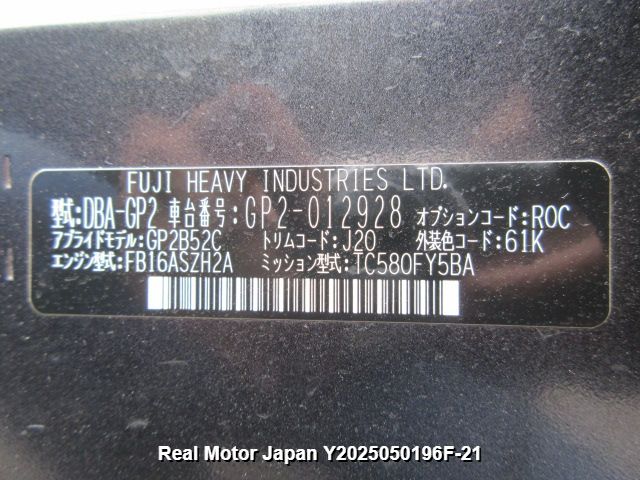 FUJI HEAVY INDUSTRIES LTD.
型式:DBA-GP2 車台番号:GP2-012928 オプションコード:ROC
アプライドモデル:GP2B52C トリムコード:J20 外装色コード:61K
エンジン型式:FB16ASZH2A ミッション型式:TC580FY5BA
Real Motor Japan Y2025050196F-21